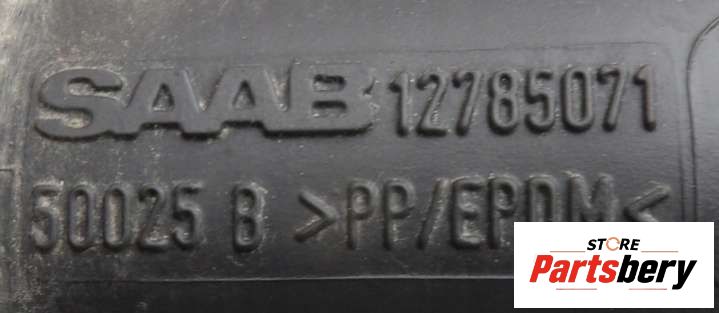 SAAB 12785071
50025 B >PP/EPDM<
STORE
Partsbery